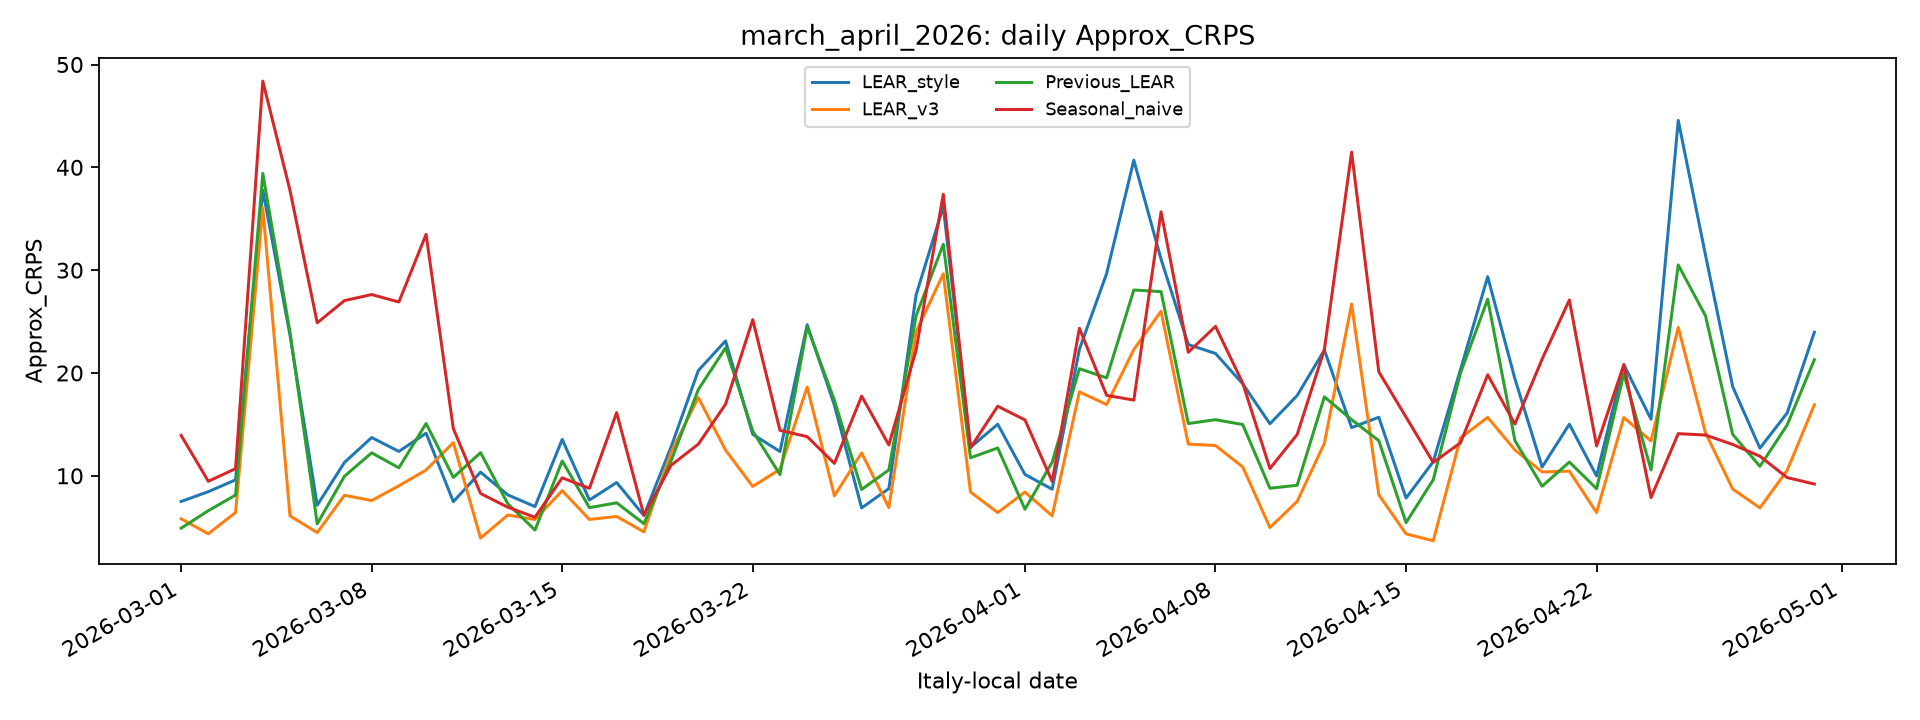 march_april_2026: daily Approx_CRPS
LEAR_style
LEAR_v3
Previous_LEAR
Seasonal_naive
Approx_CRPS
50
40
30
20
10
2026-03-01
2026-03-08
2026-03-15
2026-03-22
2026-04-01
2026-04-08
2026-04-15
2026-04-22
2026-05-01
Italy-local date